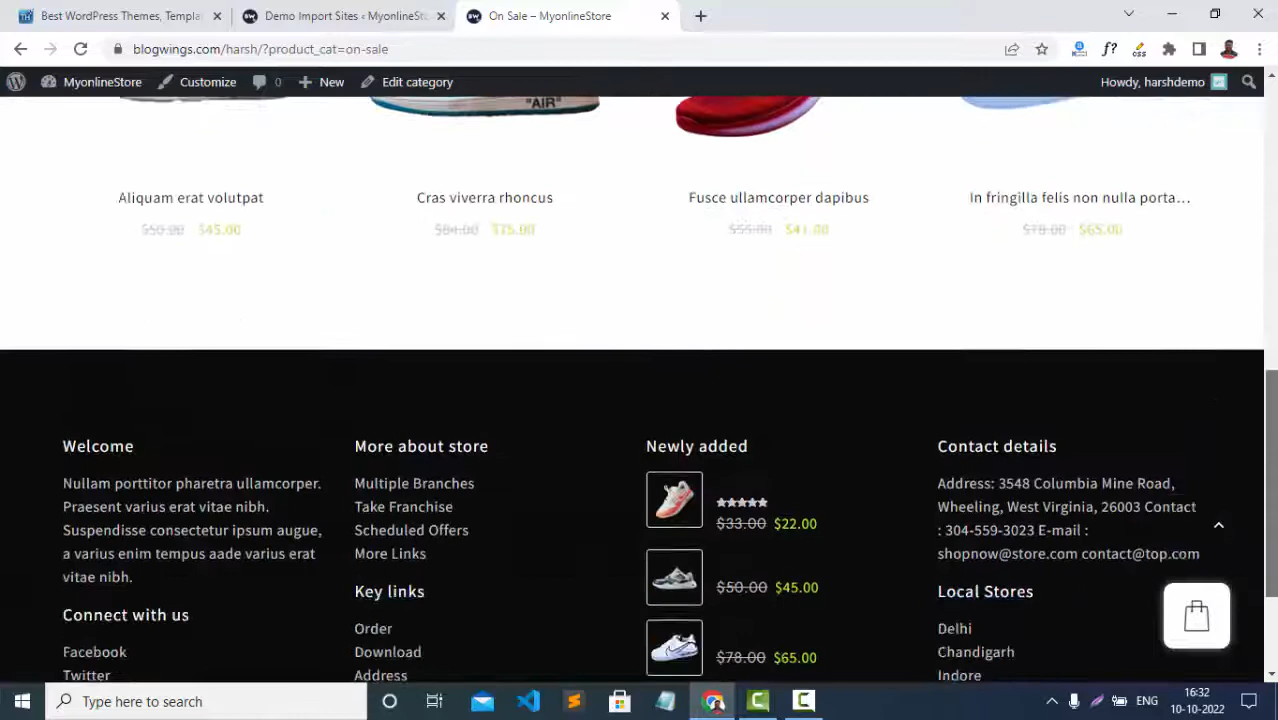 Best WordPress Themes, Templat
Demo Import Sites ‹ MyonlineSto
On Sale – MyonlineStore
blogwings.com/harsh/?product_cat=on-sale
MyonlineStore
Customize
0
New
Edit category
Howdy, harshdemo
"AIR"
Aliquam erat volutpat
Cras viverra rhoncus
Fusce ullamcorper dapibus
In fringilla felis non nulla porta...
$50.00 $45.00
$84.00 $75.00
$55.00 $41.00
$78.00 $65.00
Welcome
Nullam porttitor pharetra ullamcorper.
Praesent varius erat vitae nibh.
Suspendisse consectetur ipsum augue,
a varius enim tempus aade varius erat
vitae nibh.
Connect with us
Facebook
Twitter
More about store
Multiple Branches
Take Franchise
Scheduled Offers
More Links
Key links
Order
Download
Address
Newly added
$33.00 $22.00
$50.00 $45.00
$78.00 $65.00
Contact details
Address: 3548 Columbia Mine Road,
Wheeling, West Virginia, 26003 Contact
: 304-559-3023 E-mail :
shopnow@store.com contact@top.com
Local Stores
Delhi
Chandigarh
Indore
Type here to search
ENG
16:32
10-10-2022